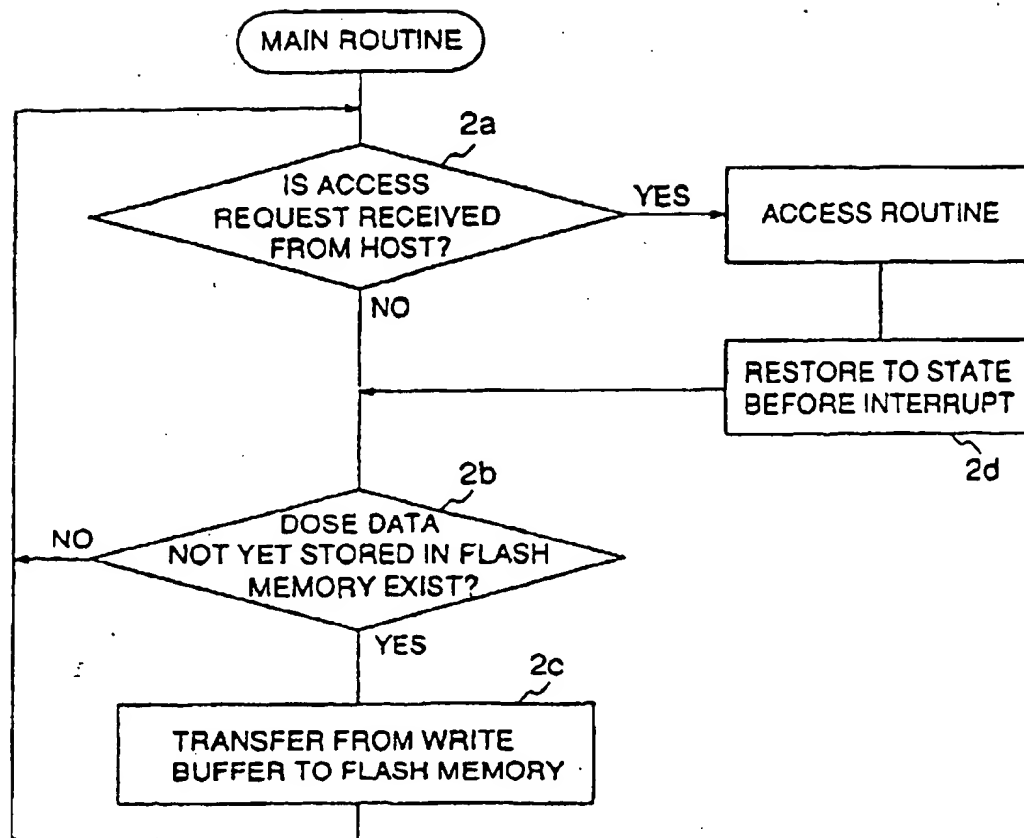 MAIN ROUTINE
2a
IS ACCESS
REQUEST RECEIVED
FROM HOST?
YES
ACCESS ROUTINE
NO
RESTORE TO STATE
BEFORE INTERRUPT
2d
2b
DOSE DATA
NOT YET STORED IN FLASH
MEMORY EXIST?
NO
YES
2c
TRANSFER FROM WRITE
BUFFER TO FLASH MEMORY